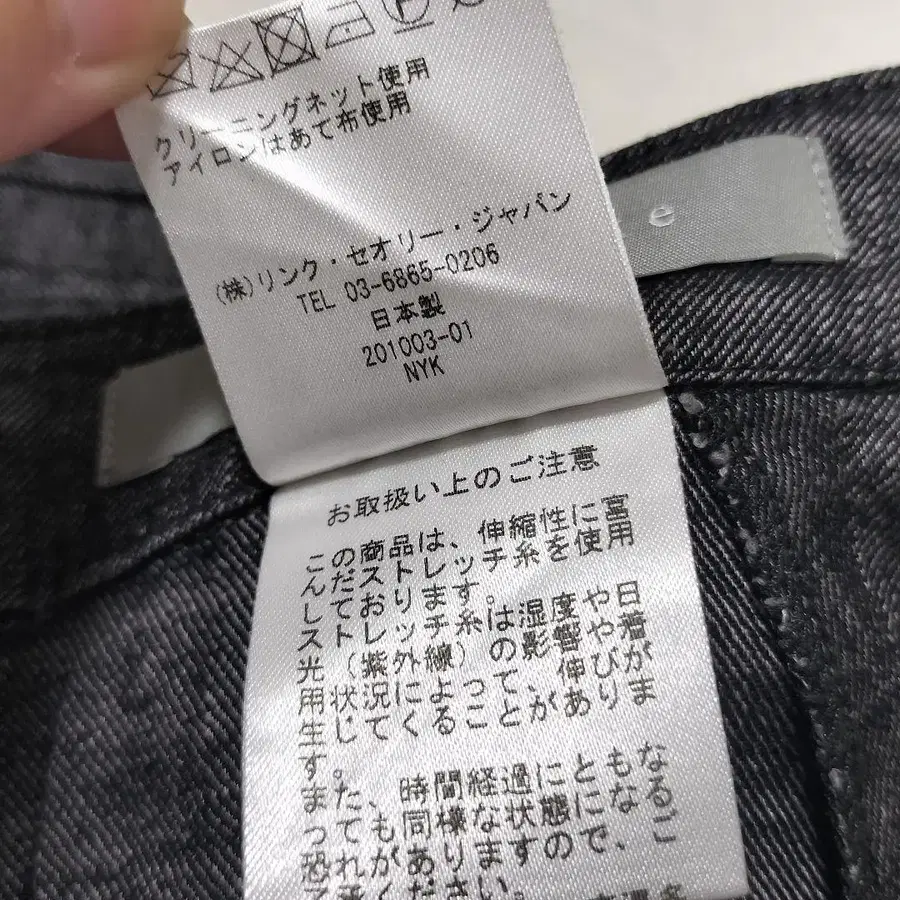 クリーニングネット使用
アイロンはあて布使用
(株)リンク・セオリー・ジャパン
TEL 03-6865-0206
日本製
201003-01
NYK
e
お取扱い上のご注意
この商品は、伸縮性に富
んだストレッチ糸を使用
しております。
ストレッチ糸は湿度や日
光(紫外線)の影響や着
用状況によって、伸びが
生じてくることがありま
す。
また、時間経過にともな
っても同様な状態になる
恐れがありますので、ご
了承ください。